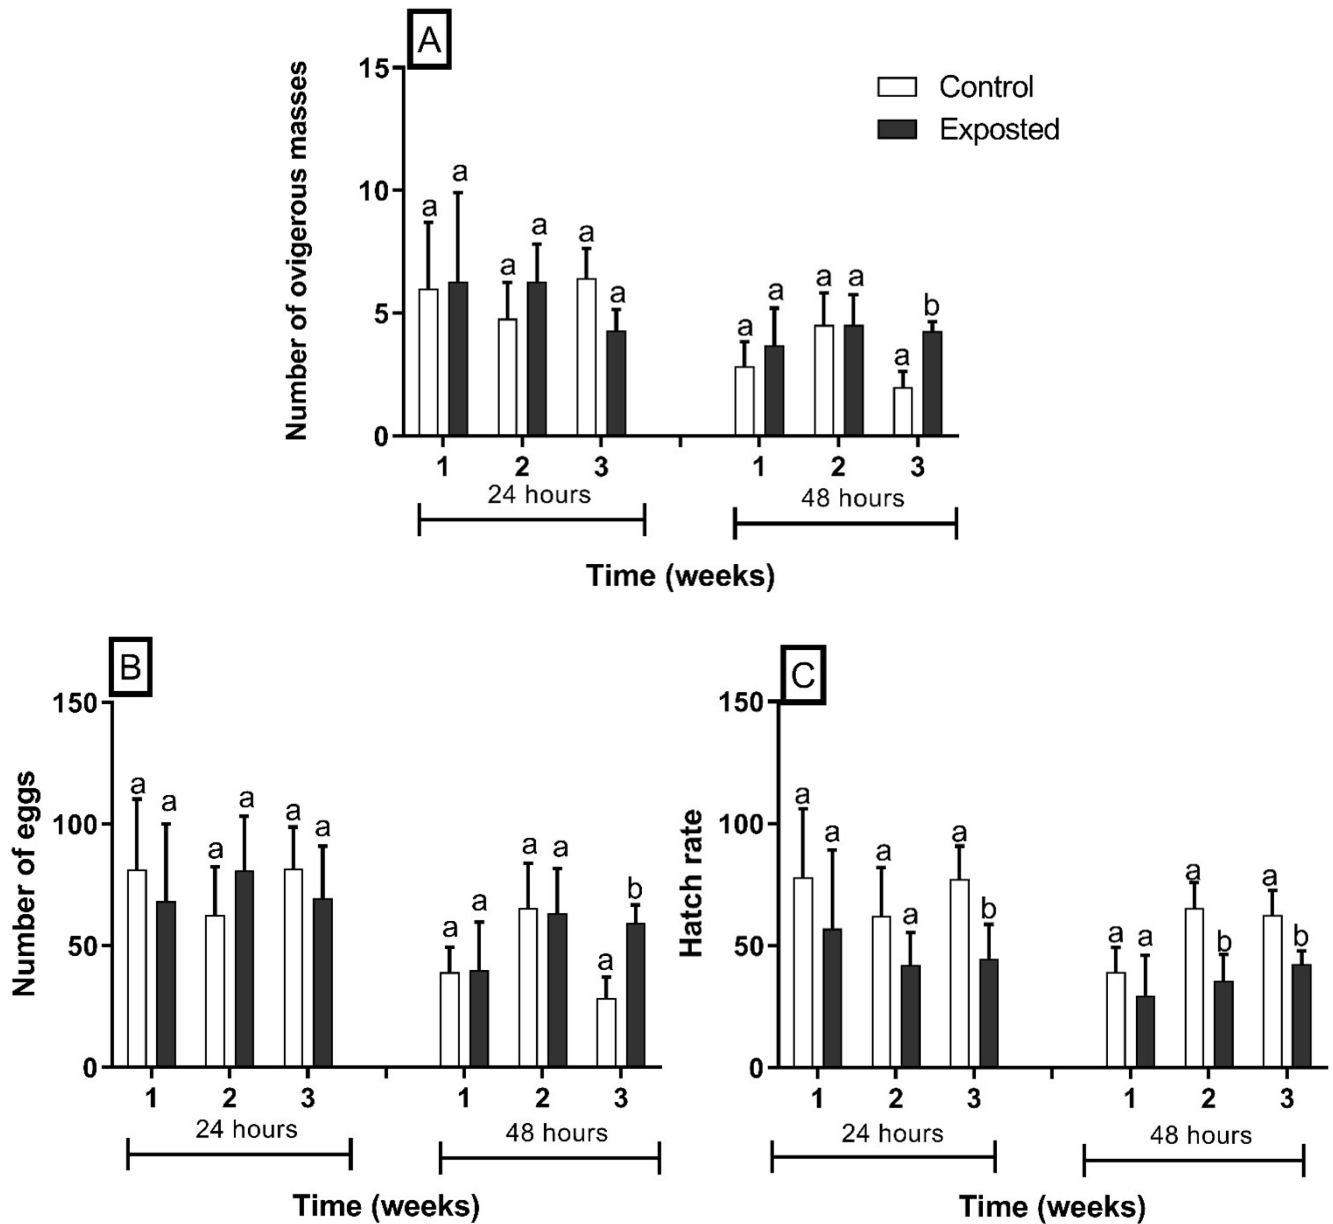 A
15
10
5
0
Number of ovigerous masses
Control
Exposted
a a a a a a a a a a a b
1 2 3 1 2 3
24 hours 48 hours
Time (weeks)
B
150
100
50
0
Number of eggs
a a a a a a a a a a a b
1 2 3 1 2 3
24 hours 48 hours
Time (weeks)
C
150
100
50
0
Hatch rate
a a a a a b a a a b a b
1 2 3 1 2 3
24 hours 48 hours
Time (weeks)